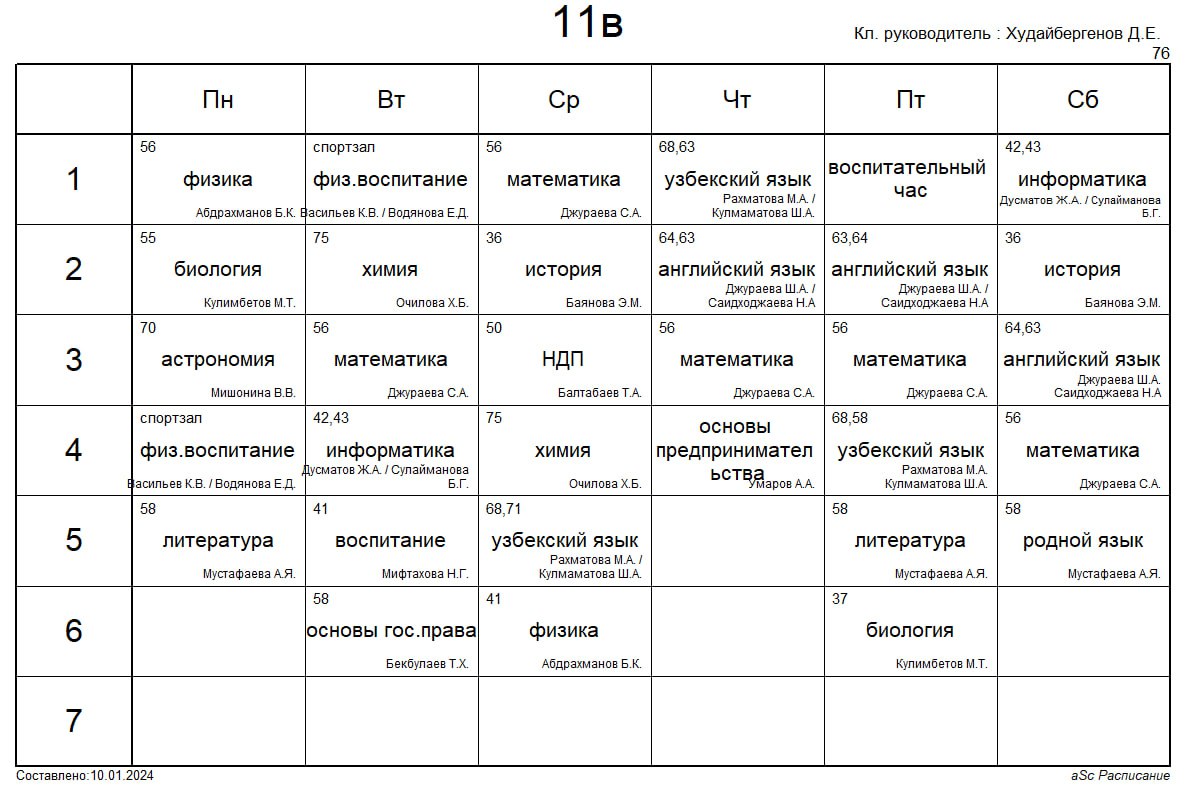 11в
Кл. руководитель : Худайбергенов Д.Е.
76
Пн
Вт
Ср
Чт
Пт
Сб
1
56
физика
Абдрахманов Б.К.
спортзал
физ.воспитание
Васильев К.В. / Водянова Е.Д.
56
математика
Джураева С.А.
68,63
узбекский язык
Рахматова М.А. /
Кулмаматова Ш.А.
воспитательный
час
42,43
информатика
Дусматов Ж.А. / Сулайманова
Б.Г.
2
55
биология
Кулимбетов М.Т.
75
химия
Очилова Х.Б.
36
история
Баянова Э.М.
64,63
английский язык
Джураева Ш.А. /
Саидходжаева Н.А
63,64
английский язык
Джураева Ш.А. /
Саидходжаева Н.А
36
история
Баянова Э.М.
3
70
астрономия
Мишонина В.В.
56
математика
Джураева С.А.
50
НДП
Балтабаев Т.А.
56
математика
Джураева С.А.
56
математика
Джураева С.А.
64,63
английский язык
Джураева Ш.А.
Саидходжаева Н.А
4
спортзал
физ.воспитание
Васильев К.В. / Водянова Е.Д.
42,43
информатика
Дусматов Ж.А. / Сулайманова
Б.Г.
75
химия
Очилова Х.Б.
основы
предпринимател
ьства
Умаров А.А.
68,58
узбекский язык
Рахматова М.А.
Кулмаматова Ш.А.
56
математика
Джураева С.А.
5
58
литература
Мустафаева А.Я.
41
воспитание
Мифтахова Н.Г.
68,71
узбекский язык
Рахматова М.А. /
Кулмаматова Ш.А.
58
литература
Мустафаева А.Я.
58
родной язык
Мустафаева А.Я.
6
58
основы гос.права
Бекбулаев Т.Х.
41
физика
Абдрахманов Б.К.
37
биология
Кулимбетов М.Т.
7
Составлено:10.01.2024
aSc Расписание